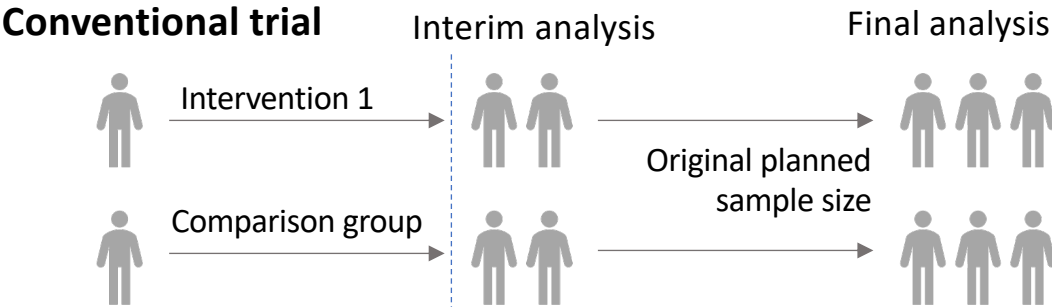 Conventional trial
Interim analysis
Final analysis
Intervention 1
Original planned
sample size
Comparison group